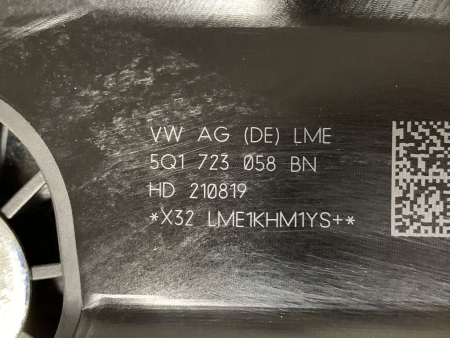 VW AG (DE) LME
5Q1 723 058 BN
HD 210819
*X32 LME1KHM1YS+*